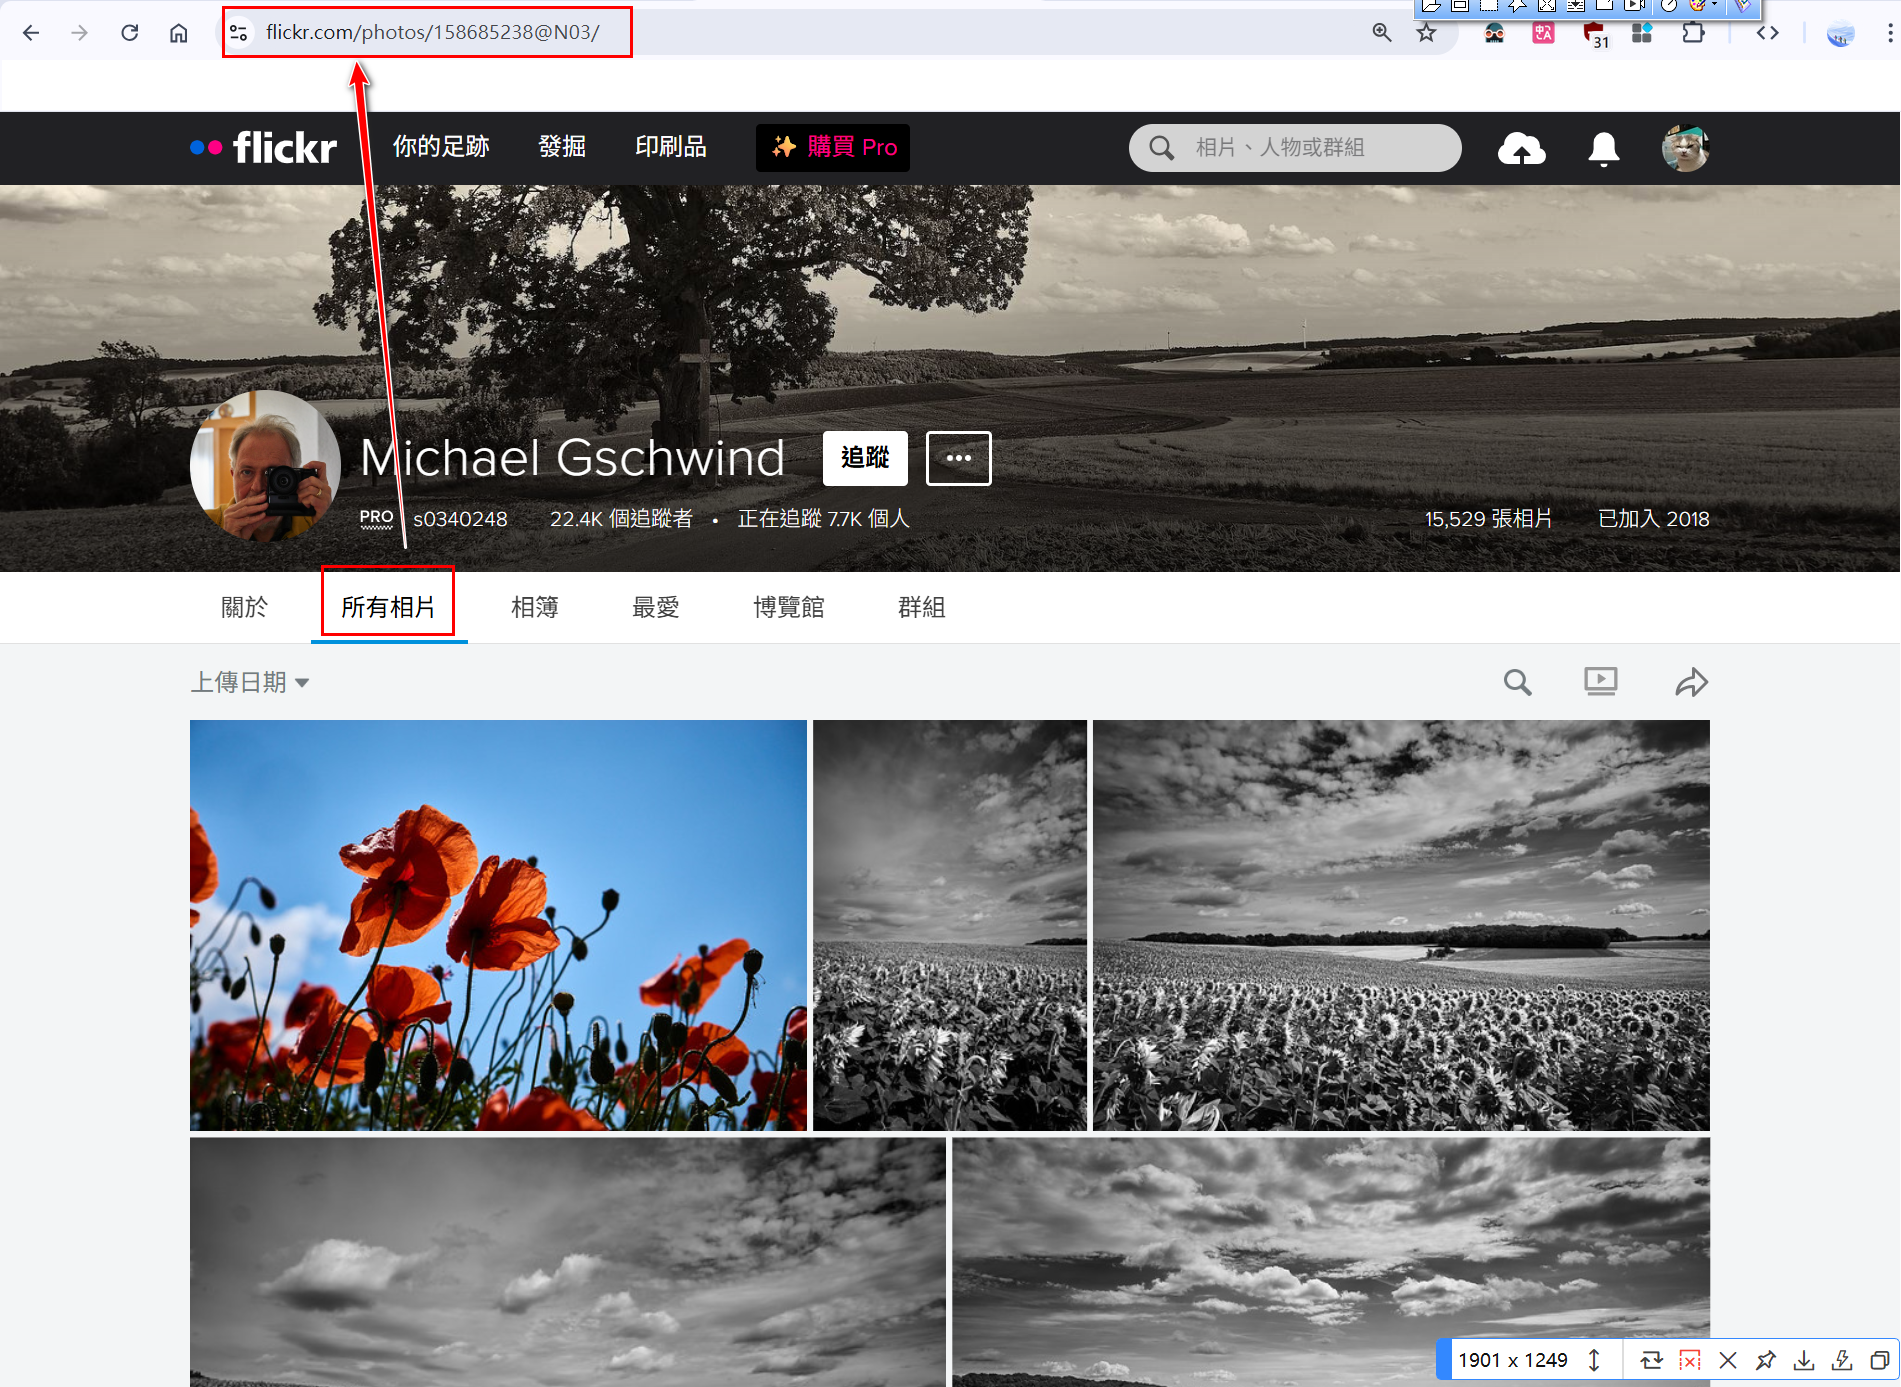 flickr.com/photos/158685238@N03/
31
flickr
你的足跡
發掘
印刷品
購買 Pro
相片、人物或群組
Michael Gschwind
追蹤
PRO
s0340248
22.4K 個追蹤者 • 正在追蹤 7.7K 個人
15,529 張相片
已加入 2018
關於
所有相片
相簿
最愛
博覽館
群組
上傳日期
1901 x 1249